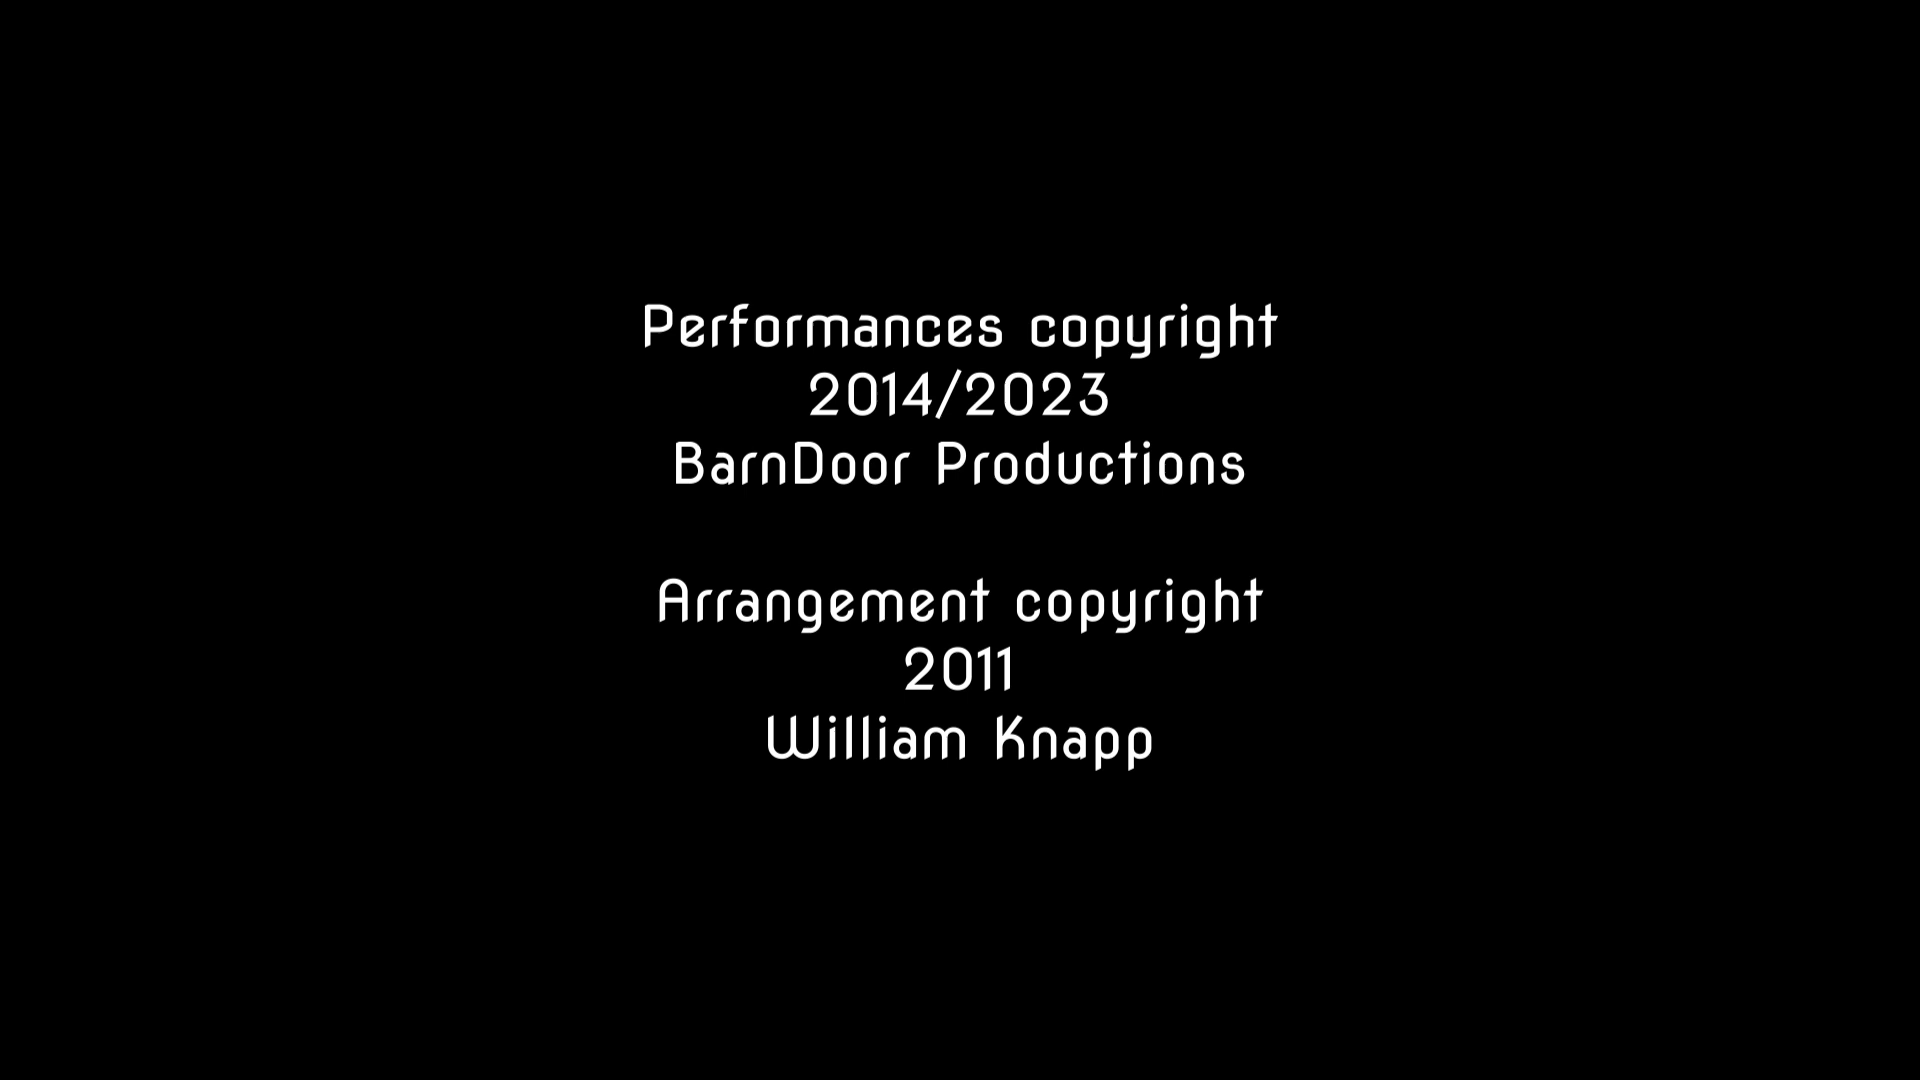 Performances copyright
2014/2023
BarnDoor Productions
Arrangement copyright
2011
William Knapp